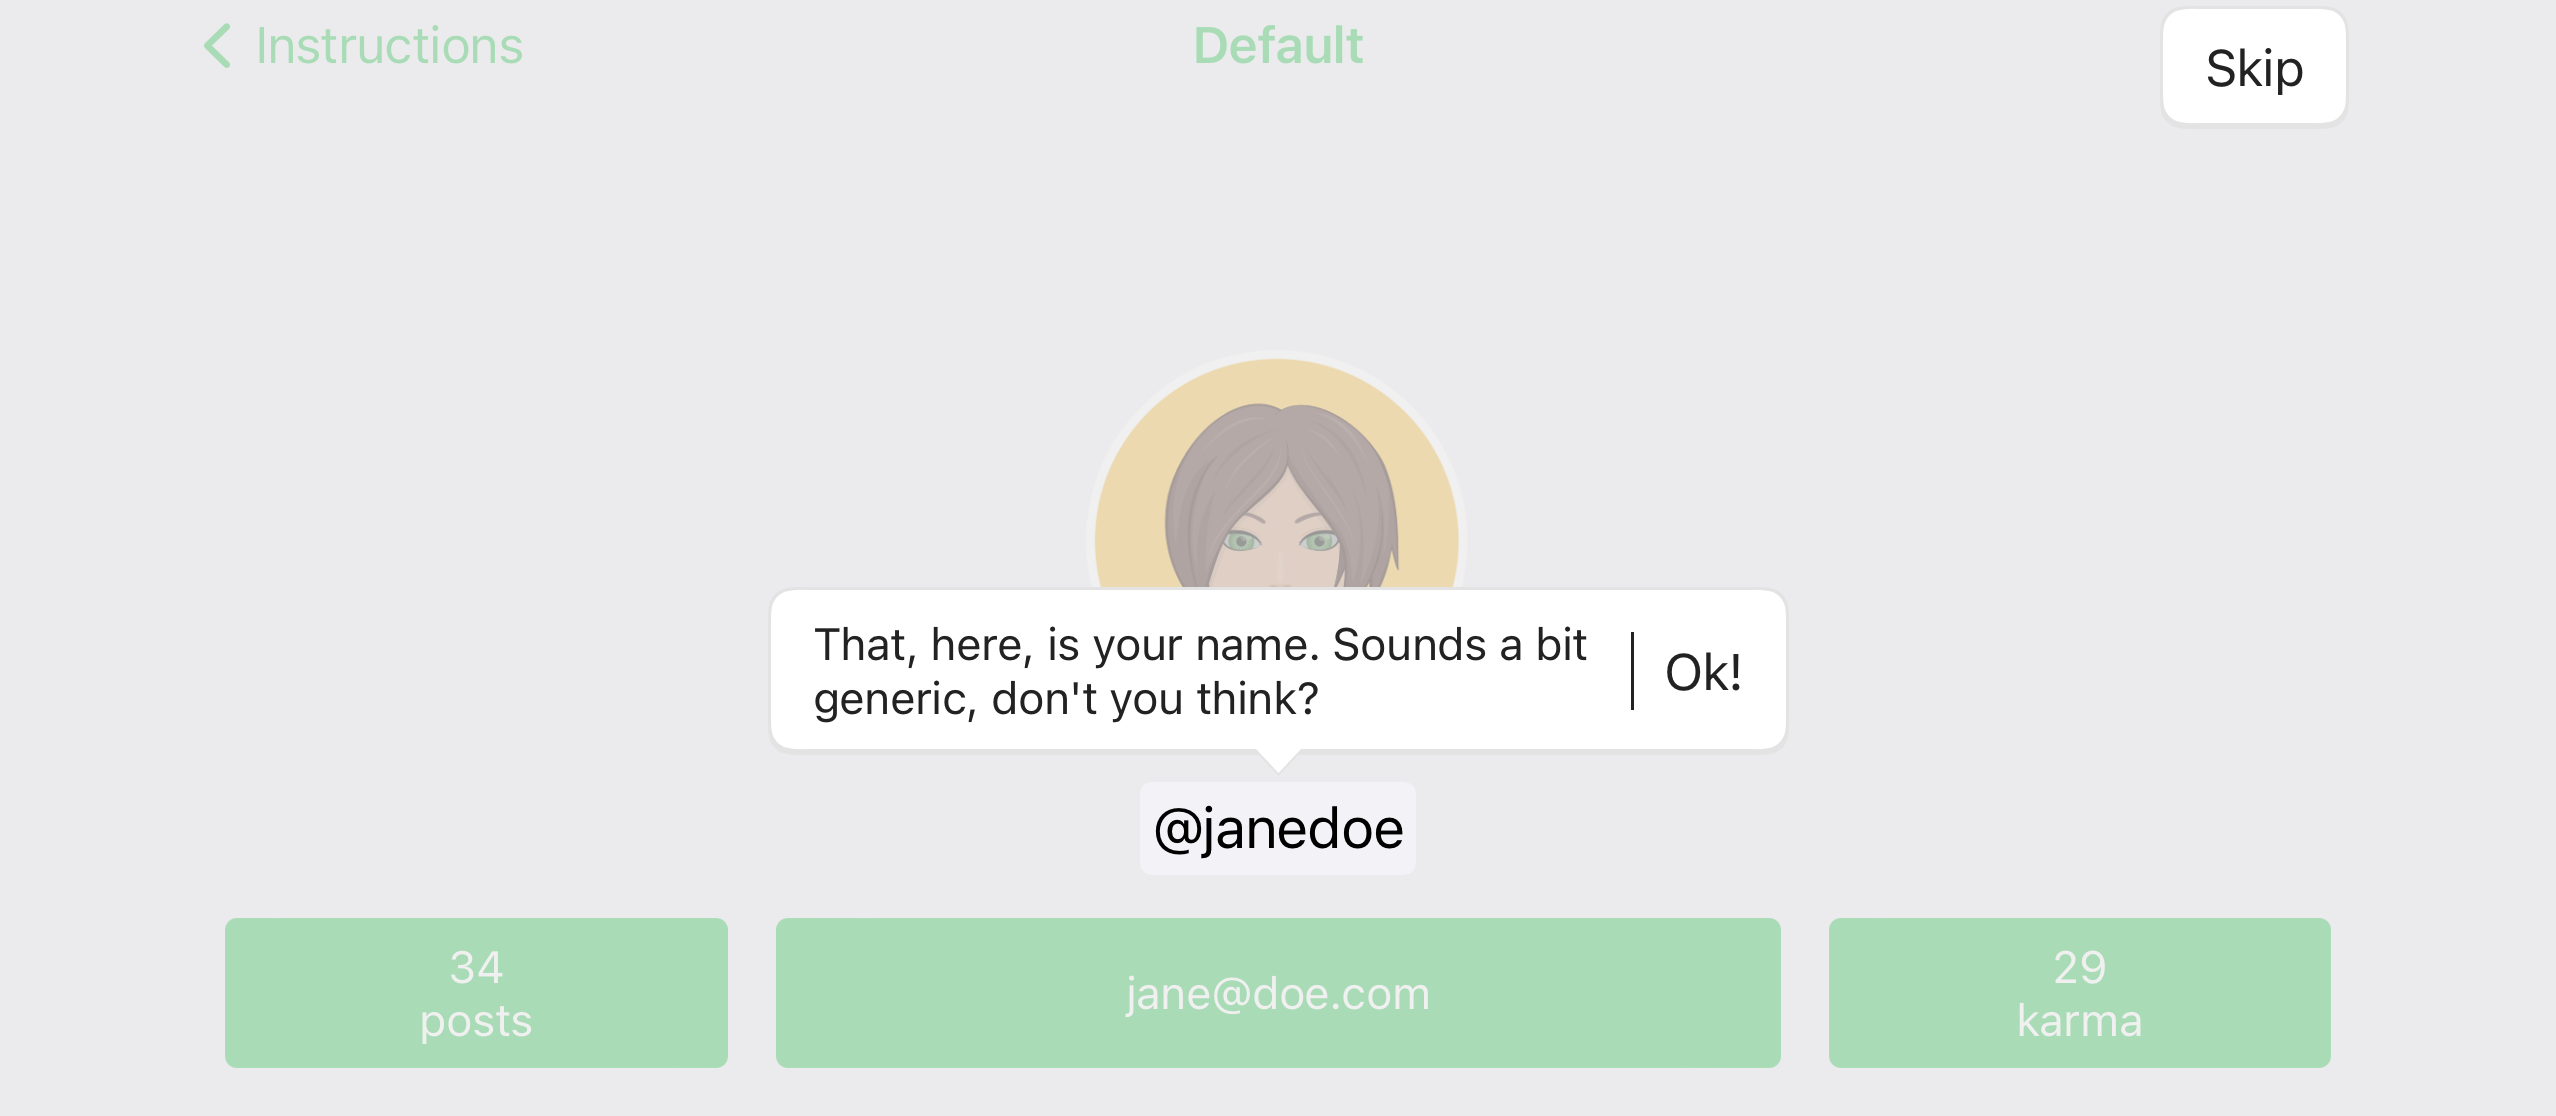 Instructions
Default
Skip
That, here, is your name. Sounds a bit
generic, don't you think?
Ok!
@janedoe
34
posts
jane@doe.com
29
karma